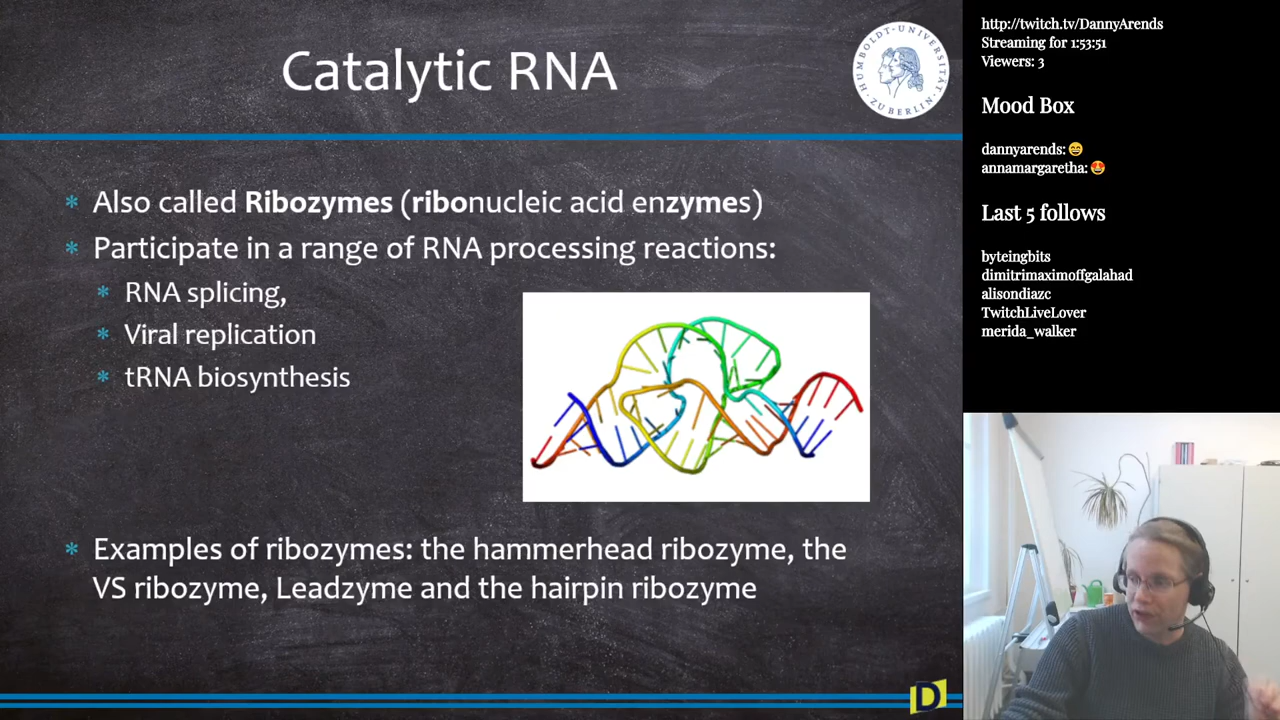 Catalytic RNA
HUMBOLDT-UNIVERSITÄT
ZU BERLIN
* Also called Ribozymes (ribonucleic acid enzymes)
* Participate in a range of RNA processing reactions:
* RNA splicing,
* Viral replication
* tRNA biosynthesis
* Examples of ribozymes: the hammerhead ribozyme, the
VS ribozyme, Leadzyme and the hairpin ribozyme
D
http://twitch.tv/DannyArends
Streaming for 1:53:51
Viewers: 3
Mood Box
dannyarends: 😄
annamargaretha: 😍
Last 5 follows
byteingbits
dimitrimaximoffgalahad
alisondiazc
TwitchLiveLover
merida_walker